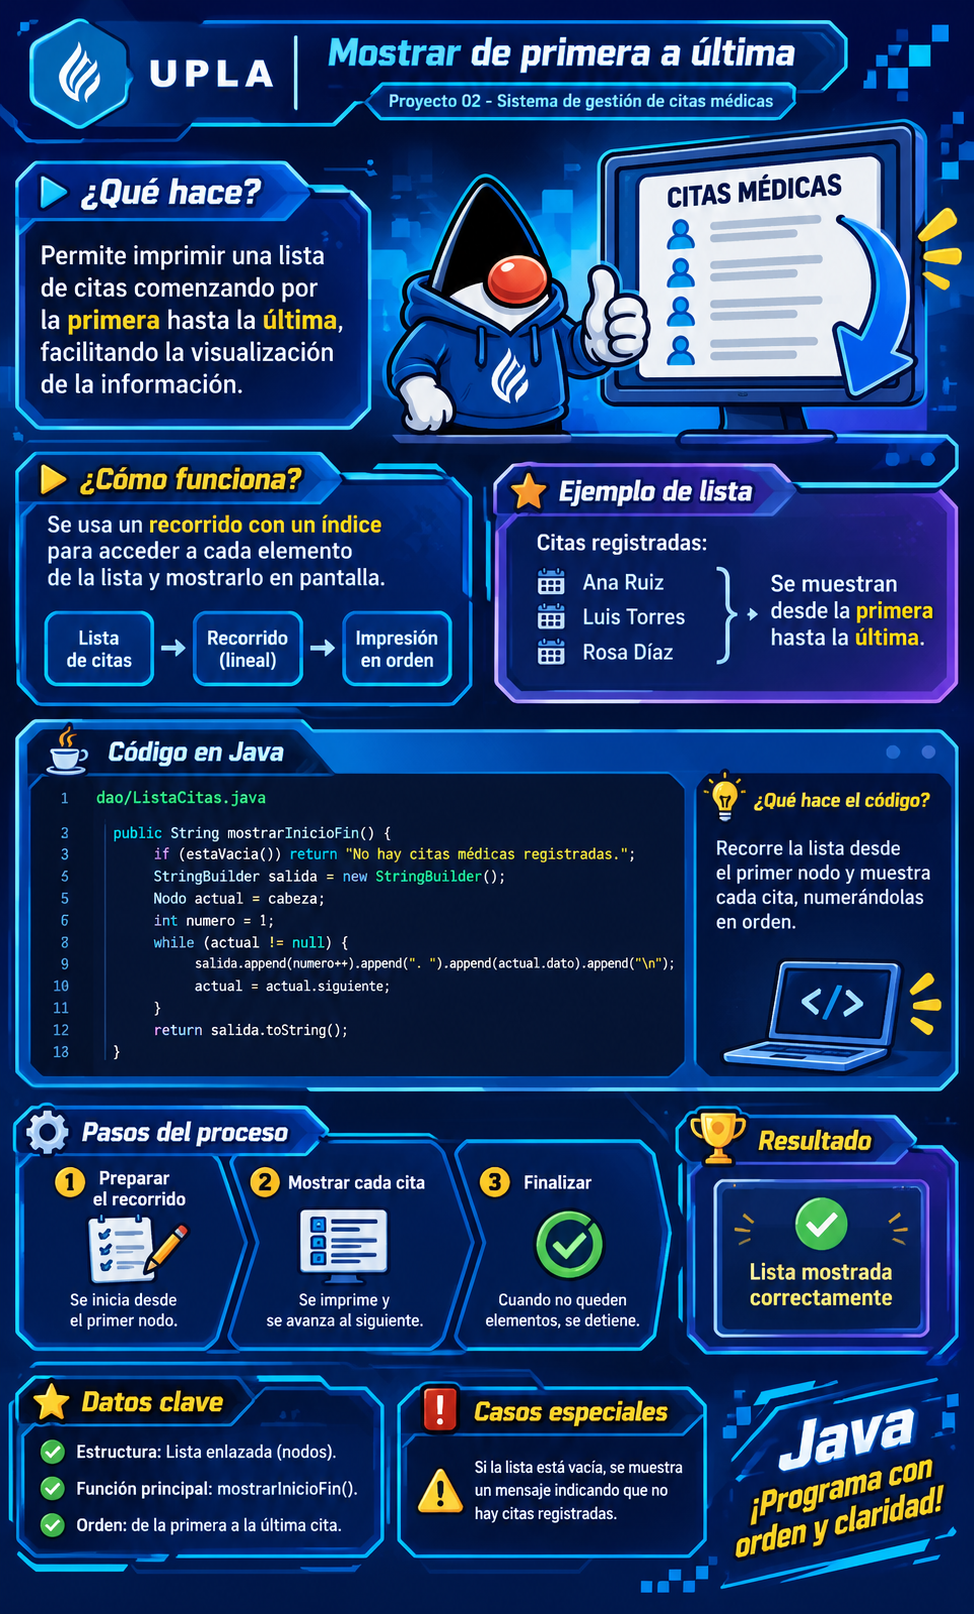 UPLA
Mostrar de primera a última
Proyecto 02 - Sistema de gestión de citas médicas
¿Qué hace?
Permite imprimir una lista
de citas comenzando por
la primera hasta la última,
facilitando la visualización
de la información.
CITAS MÉDICAS
¿Cómo funciona?
Se usa un recorrido con un índice
para acceder a cada elemento
de la lista y mostrarlo en pantalla.
Lista
de citas
Recorrido
(lineal)
Impresión
en orden
Ejemplo de lista
Citas registradas:
Ana Ruiz
Luis Torres
Rosa Díaz
Se muestran
desde la primera
hasta la última.
Código en Java
1 dao/ListaCitas.java
3 public String mostrarInicioFin() {
3 if (estaVacia()) return "No hay citas médicas registradas.";
5 StringBuilder salida = new StringBuilder();
5 Nodo actual = cabeza;
6 int numero = 1;
8 while (actual != null) {
9 salida.append(numero++).append(". ").append(actual.dato).append("\n");
10 actual = actual.siguiente;
11 }
12 return salida.toString();
13 }
¿Qué hace el código?
Recorre la lista desde
el primer nodo y muestra
cada cita, numerándolas
en orden.
</>
Pasos del proceso
1 Preparar
el recorrido
Se inicia desde
el primer nodo.
2 Mostrar cada cita
Se imprime y
se avanza al siguiente.
3 Finalizar
Cuando no queden
elementos, se detiene.
Resultado
Lista mostrada
correctamente
Datos clave
Estructura: Lista enlazada (nodos).
Función principal: mostrarInicioFin().
Orden: de la primera a la última cita.
Casos especiales
Si la lista está vacía, se muestra
un mensaje indicando que no
hay citas registradas.
Java
¡Programa con
orden y claridad!